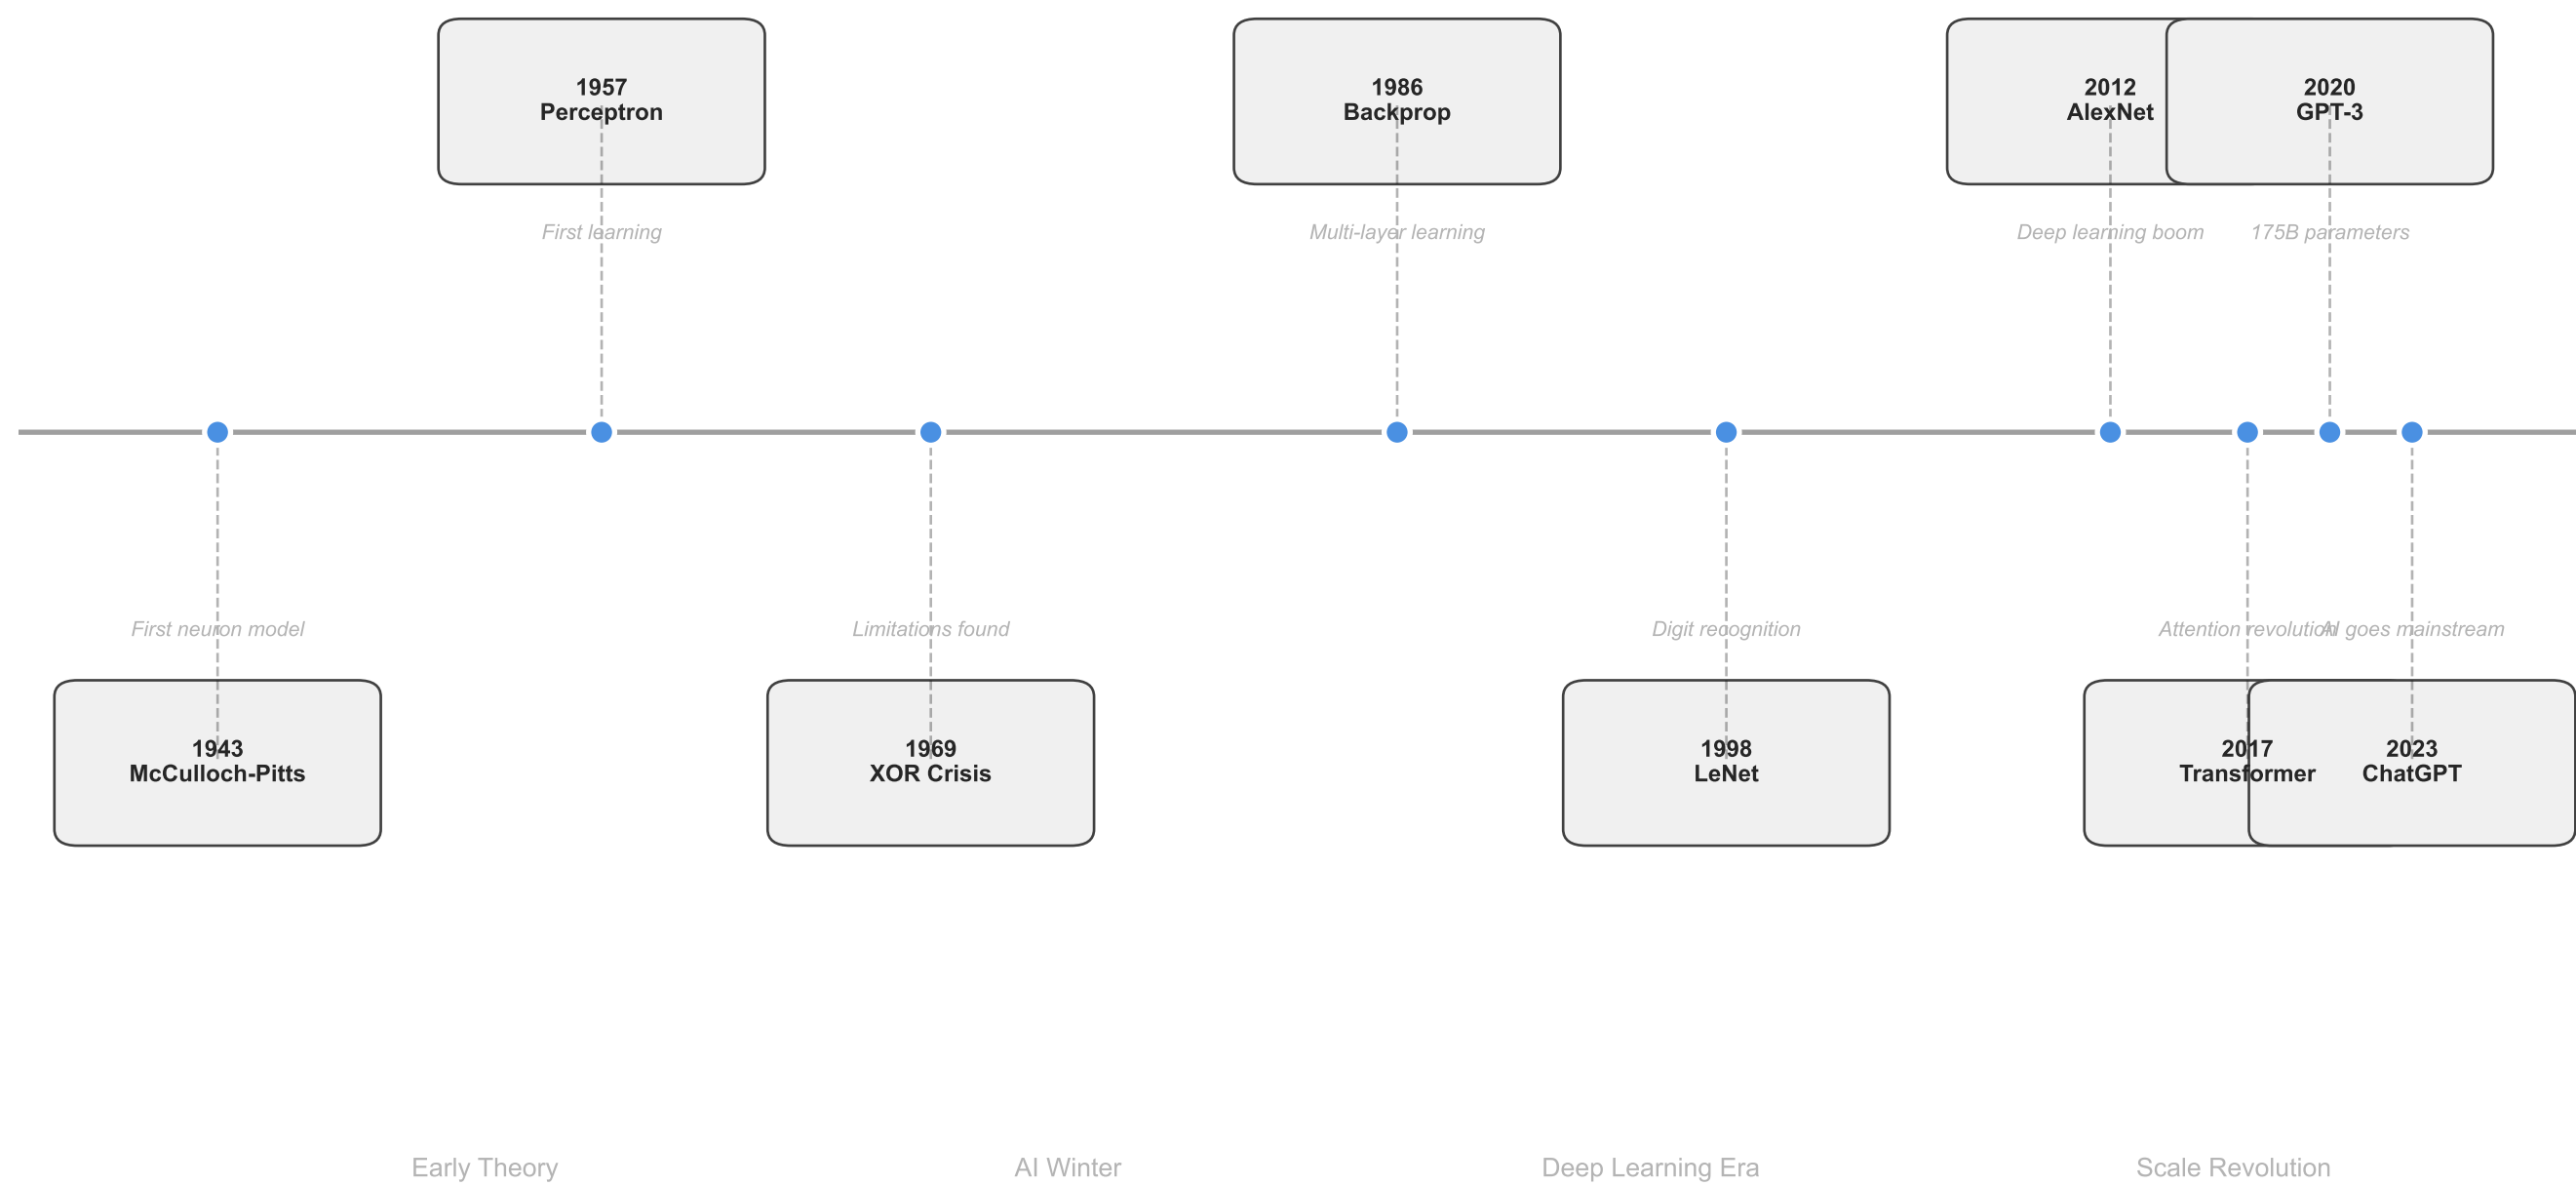 1957
Perceptron
1986
Backprop
2012
AlexNet
2020
GPT-3
First learning
Multi-layer learning
Deep learning boom
175B parameters
First neuron model
Limitations found
Digit recognition
Attention revolution
AI goes mainstream
1943
McCulloch-Pitts
1969
XOR Crisis
1998
LeNet
2017
Transformer
2023
ChatGPT
Early Theory
AI Winter
Deep Learning Era
Scale Revolution